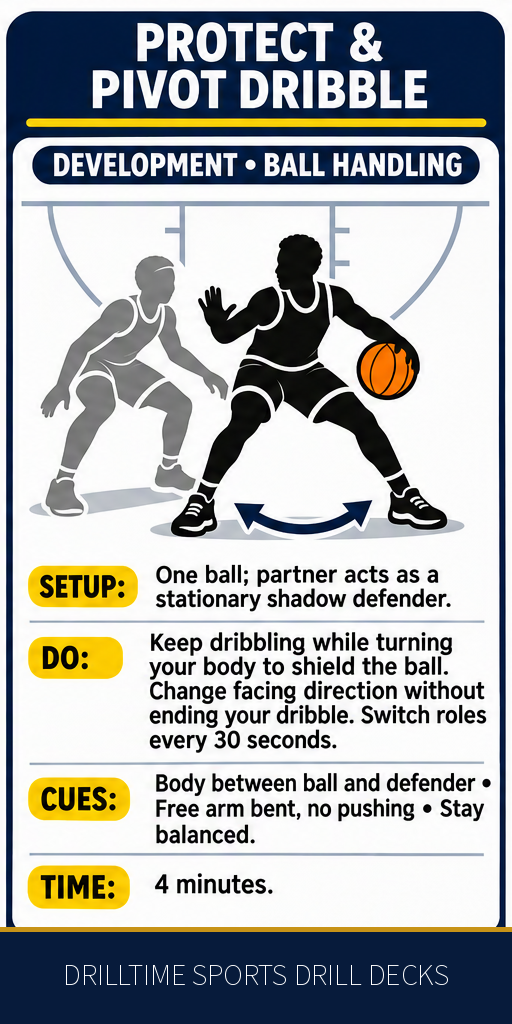 PROTECT &
PIVOT DRIBBLE
DEVELOPMENT • BALL HANDLING
SETUP:
One ball; partner acts as a
stationary shadow defender.
DO:
Keep dribbling while turning
your body to shield the ball.
Change facing direction without
ending your dribble. Switch roles
every 30 seconds.
CUES:
Body between ball and defender •
Free arm bent, no pushing • Stay
balanced.
TIME:
4 minutes.
DRILLTIME SPORTS DRILL DECKS